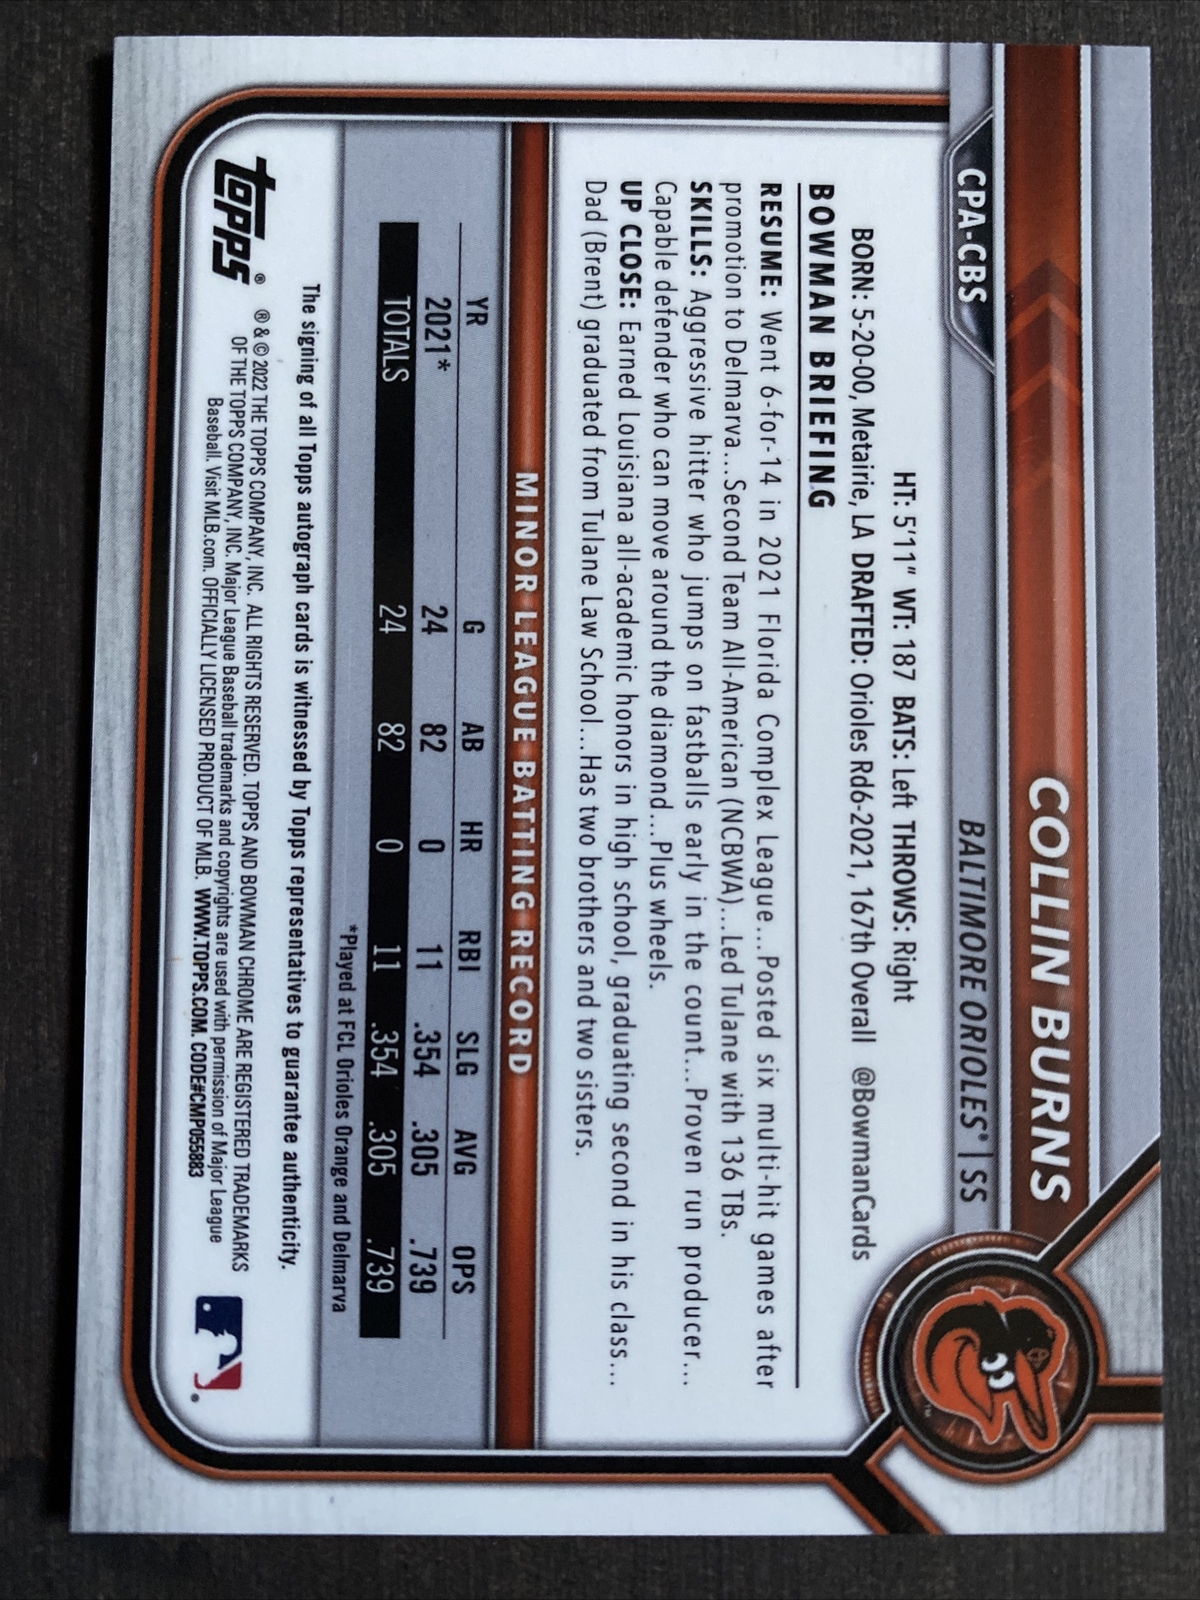 CPA-CBS
COLLIN BURNS
BALTIMORE ORIOLES® | SS
HT: 5'11" WT: 187 BATS: Left THROWS: Right
BORN: 5-20-00, Metairie, LA DRAFTED: Orioles Rd6-2021, 167th Overall @BowmanCards
BOWMAN BRIEFING
RESUME: Went 6-for-14 in 2021 Florida Complex League...Posted six multi-hit games after
promotion to Delmarva...Second Team All-American (NCBWA)...Led Tulane with 136 TBs.
SKILLS: Aggressive hitter who jumps on fastballs early in the count...Proven run producer...
Capable defender who can move around the diamond...Plus wheels.
UP CLOSE: Earned Louisiana all-academic honors in high school, graduating second in his class...
Dad (Brent) graduated from Tulane Law School...Has two brothers and two sisters.
MINOR LEAGUE BATTING RECORD
YR G AB HR RBI SLG AVG OPS
2021* 24 82 0 11 .354 .305 .739
TOTALS 24 82 0 11 .354 .305 .739
*Played at FCL Orioles Orange and Delmarva
The signing of all Topps autograph cards is witnessed by Topps representatives to guarantee authenticity.
topps®
® & © 2022 THE TOPPS COMPANY, INC. ALL RIGHTS RESERVED. TOPPS AND BOWMAN CHROME ARE REGISTERED TRADEMARKS
OF THE TOPPS COMPANY, INC. Major League Baseball trademarks and copyrights are used with permission of Major League
Baseball. Visit MLB.com. OFFICIALLY LICENSED PRODUCT OF MLB. WWW.TOPPS.COM. CODE#CMP055883